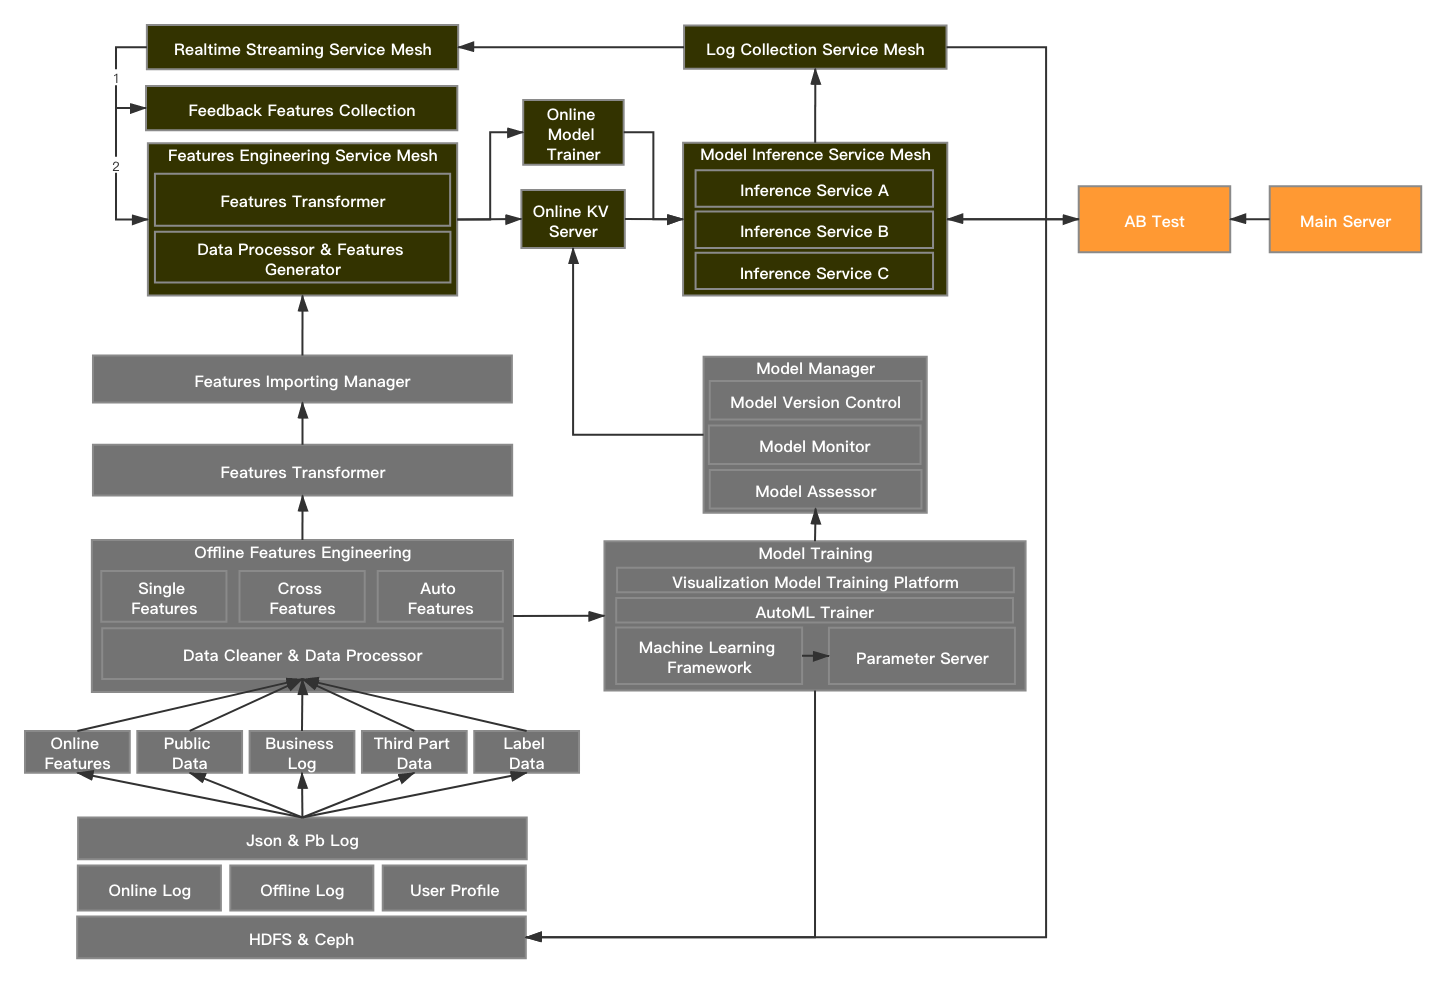 Realtime Streaming Service Mesh
Log Collection Service Mesh
1
Feedback Features Collection
2
Features Engineering Service Mesh
Features Transformer
Data Processor & Features
Generator
Online
Model
Trainer
Online KV
Server
Model Inference Service Mesh
Inference Service A
Inference Service B
Inference Service C
AB Test
Main Server
Features Importing Manager
Features Transformer
Model Manager
Model Version Control
Model Monitor
Model Assessor
Offline Features Engineering
Single
Features
Cross
Features
Auto
Features
Data Cleaner & Data Processor
Model Training
Visualization Model Training Platform
AutoML Trainer
Machine Learning
Framework
Parameter Server
Online
Features
Public
Data
Business
Log
Third Part
Data
Label
Data
Json & Pb Log
Online Log
Offline Log
User Profile
HDFS & Ceph